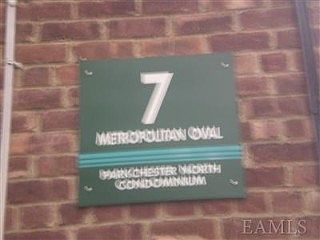 7
METROPOLITAN OVAL
PARKCHESTER NORTH
CONDOMINIUM
EAMLS